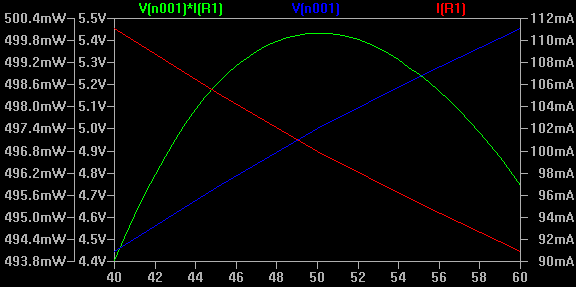 V(n001)*I(R1) V(n001) I(R1)
500.4mW 5.5V 112mA
499.8mW 5.4V 110mA
499.2mW 5.3V 108mA
498.6mW 5.2V 106mA
498.0mW 5.1V 104mA
497.4mW 5.0V 102mA
496.8mW 4.9V 100mA
496.2mW 4.8V 98mA
495.6mW 4.7V 96mA
495.0mW 4.6V 94mA
494.4mW 4.5V 92mA
493.8mW 4.4V 90mA
40 42 44 46 48 50 52 54 56 58 60